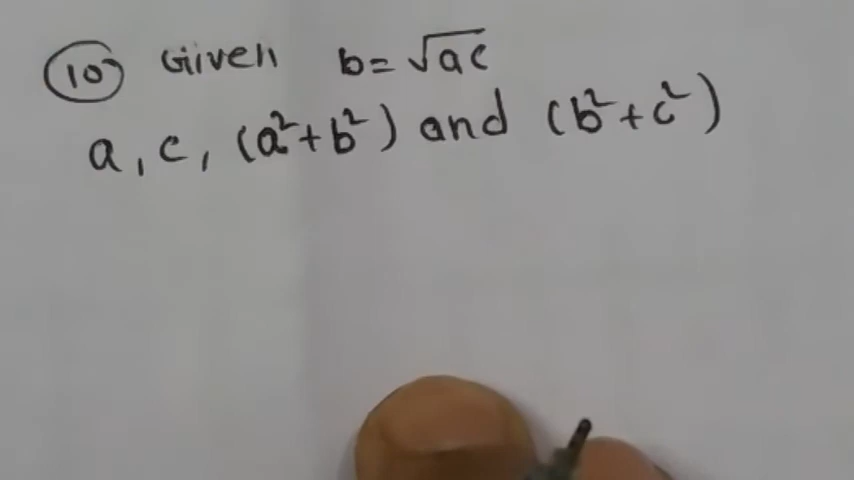 10 Given b = √ac
a, c, (a²+b²) and (b²+c²)